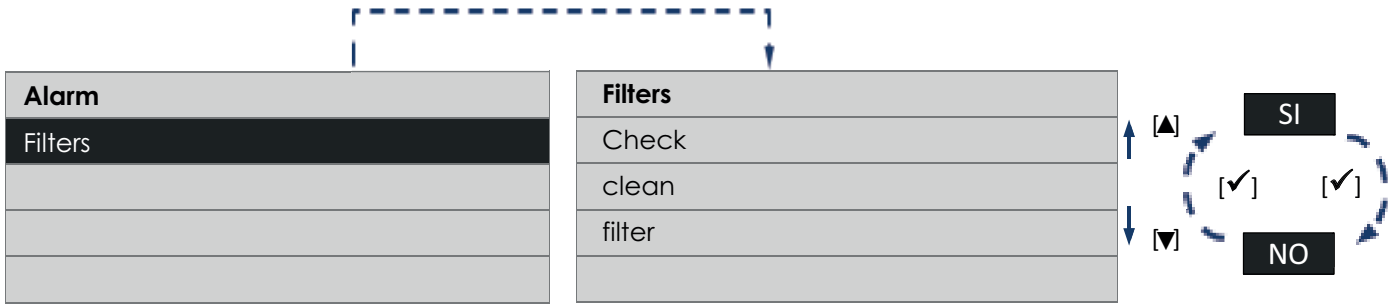 Alarm
Filters
Filters
Check
clean
filter
[▲]
[▼]
SI
[✔] [✔]
NO